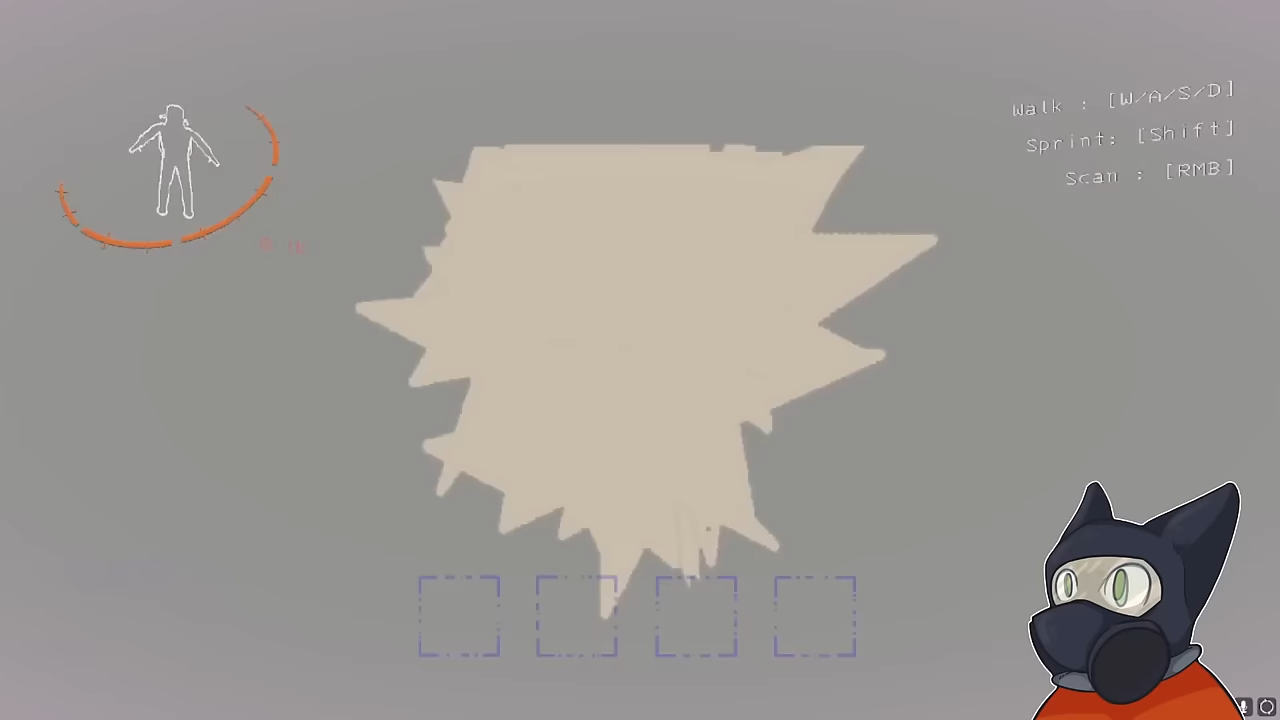 Walk : [W/A/S/D]
Sprint: [Shift]
Scan : [RMB]